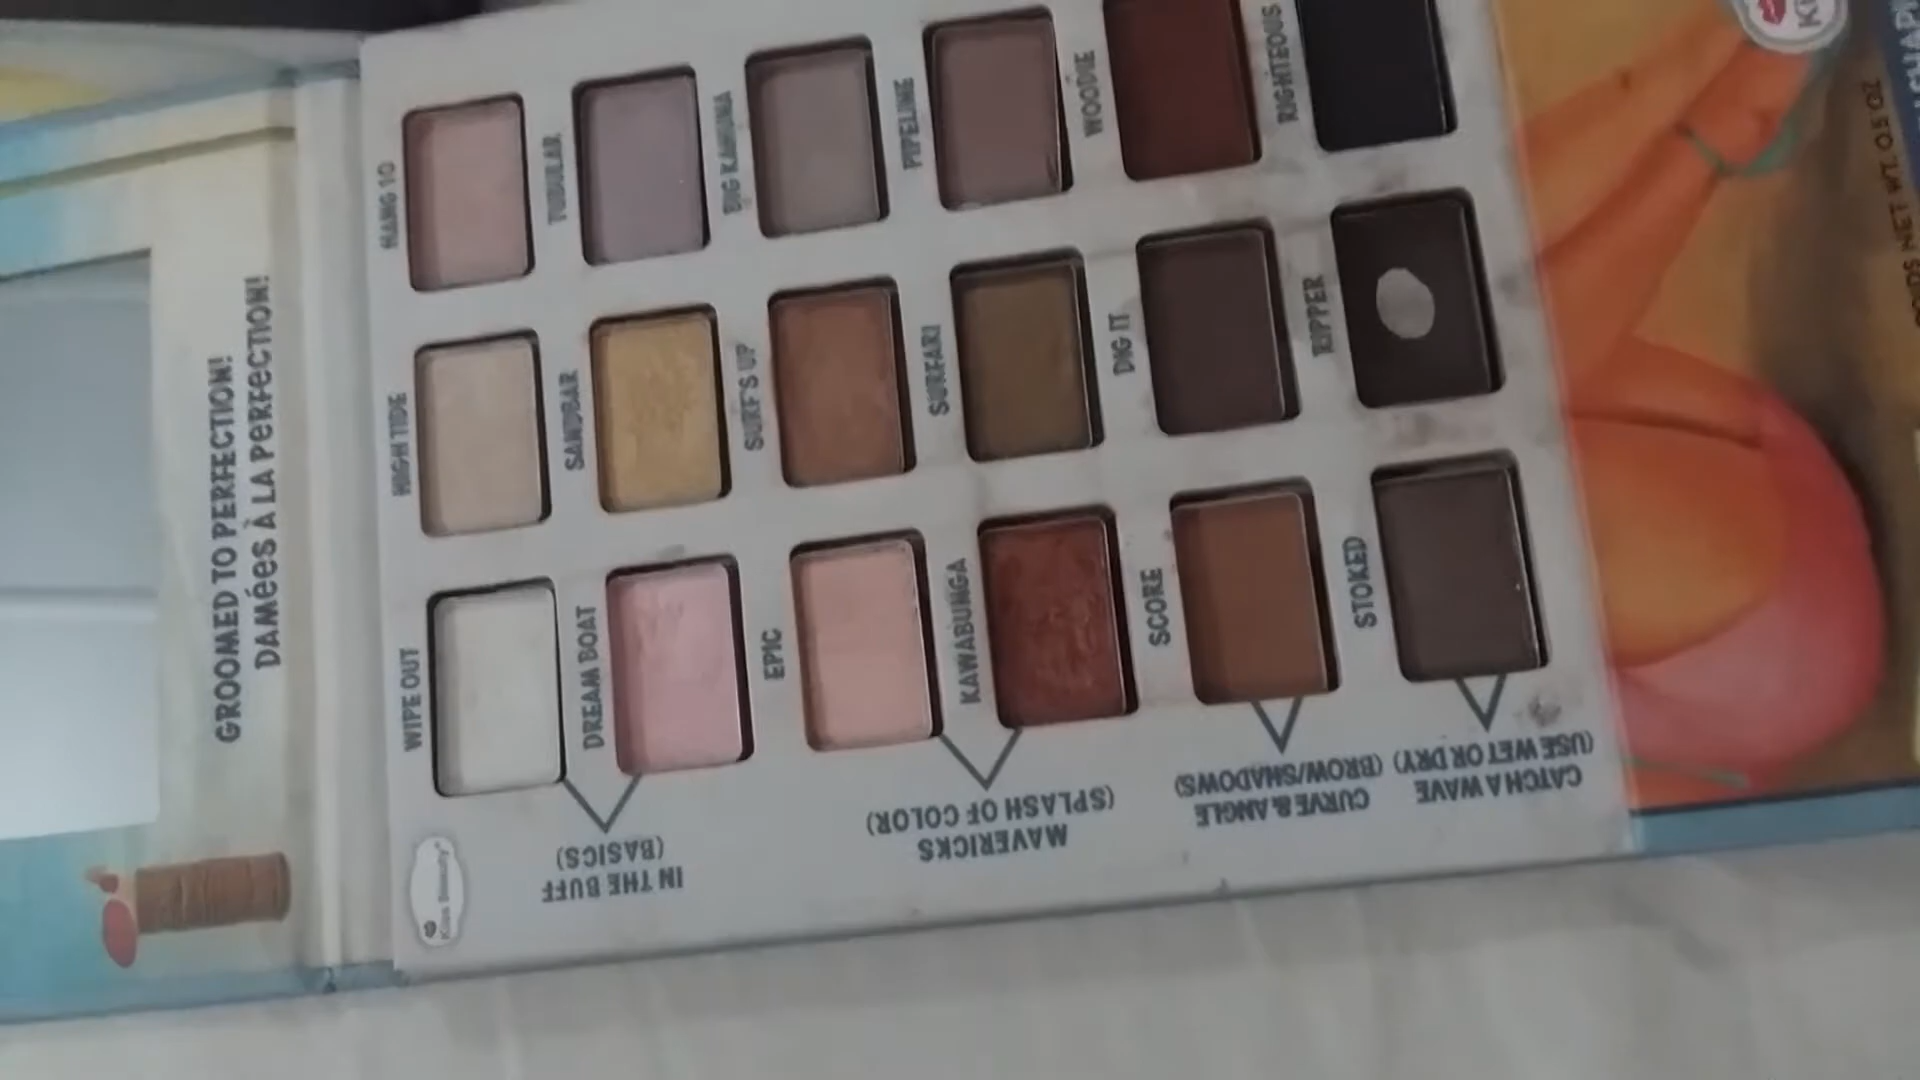 GROOMED TO PERFECTION!
DAMÉES À LA PERFECTION!
HANG 10
TUBULAR
BIG KAHUNA
PIPELINE
WOODIE
RIGHTEOUS
HIGH TIDE
SANDBAR
SURF'S UP
SURFARI
DIG IT
RIPPER
WIPE OUT
DREAM BOAT
EPIC
KAWABUNGA
SCORE
STOKED
IN THE BUFF
(BASICS)
MAVERICKS
(SPLASH OF COLOR)
CURVE & ANGLE
(BROW/SHADOWS)
CATCH A WAVE
(USE WET OR DRY)
Kiss Beauty
NET WT. 0.5 OZ